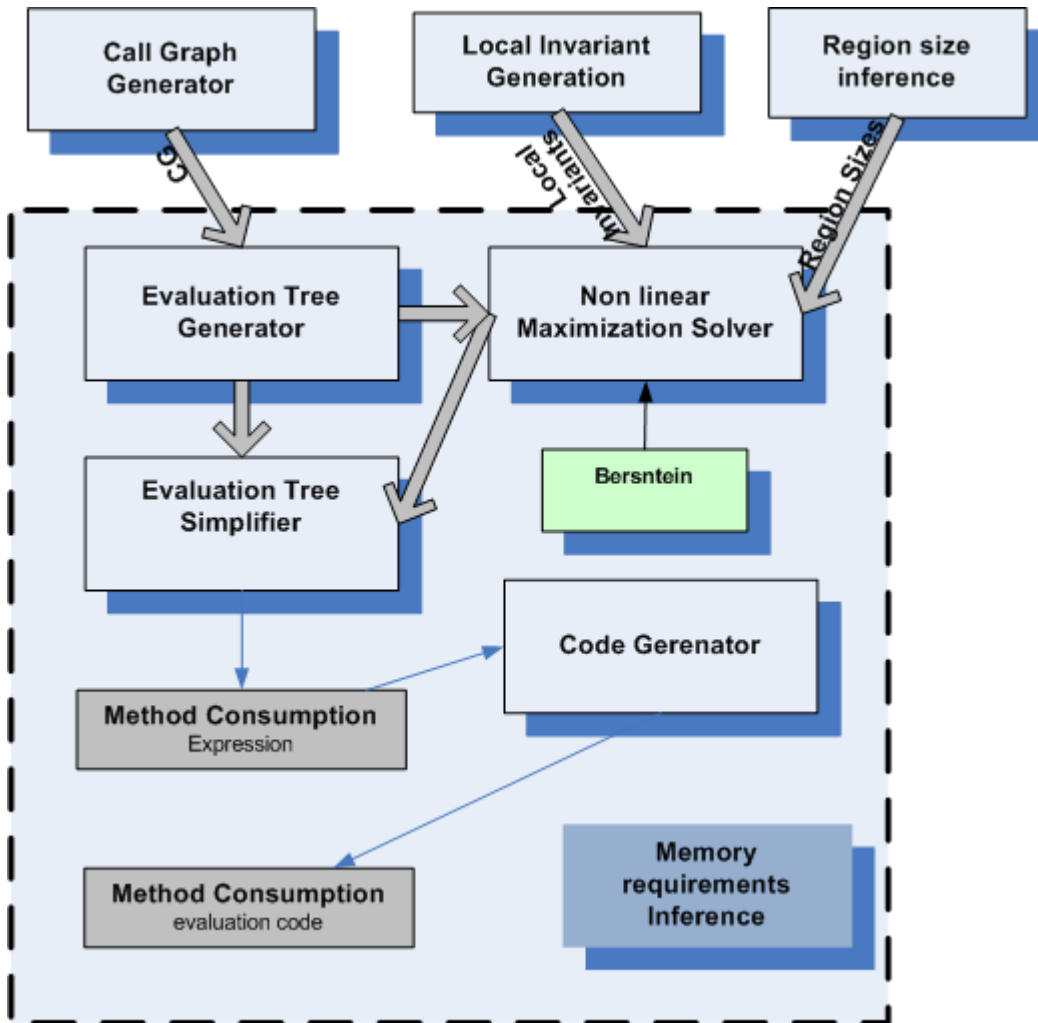 Call Graph
Generator
Local Invariant
Generation
Region size
inference
CG
Local
Invariants
Region Sizes
Evaluation Tree
Generator
Non linear
Maximization Solver
Evaluation Tree
Simplifier
Bersntein
Code Gerenator
Method Consumption
Expression
Memory
requirements
Inference
Method Consumption
evaluation code